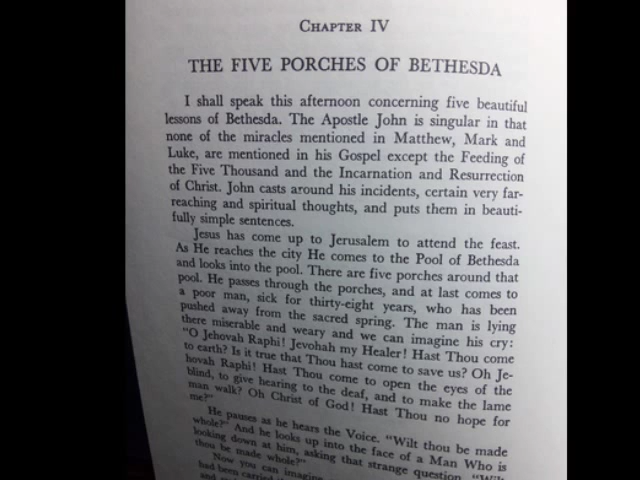 CHAPTER IV
THE FIVE PORCHES OF BETHESDA
I shall speak this afternoon concerning five beautiful
lessons of Bethesda. The Apostle John is singular in that
none of the miracles mentioned in Matthew, Mark and
Luke, are mentioned in his Gospel except the Feeding of
the Five Thousand and the Incarnation and Resurrection
of Christ. John casts around his incidents, certain very far-
reaching and spiritual thoughts, and puts them in beauti-
fully simple sentences.
Jesus has come up to Jerusalem to attend the feast.
As He reaches the city He comes to the Pool of Bethesda
and looks into the pool. There are five porches around that
pool. He passes through the porches, and at last comes to
a poor man, sick for thirty-eight years, who has been
pushed away from the sacred spring. The man is lying
there miserable and weary and we can imagine his cry:
"O Jehovah Raphi! Jevohah my Healer! Hast Thou come
to earth? Is it true that Thou hast come to save us? Oh Je-
hovah Raphi! Hast Thou come to open the eyes of the
blind, to give hearing to the deaf, and to make the lame
man walk? Oh Christ of God! Hast Thou no hope for
me?"
He pauses as he hears the Voice. "Wilt thou be made
whole?" And he looks up into the face of a Man Who is
looking down at him, asking that strange question, "Wilt
thou be made whole?"
Now you can imagine
had been carried